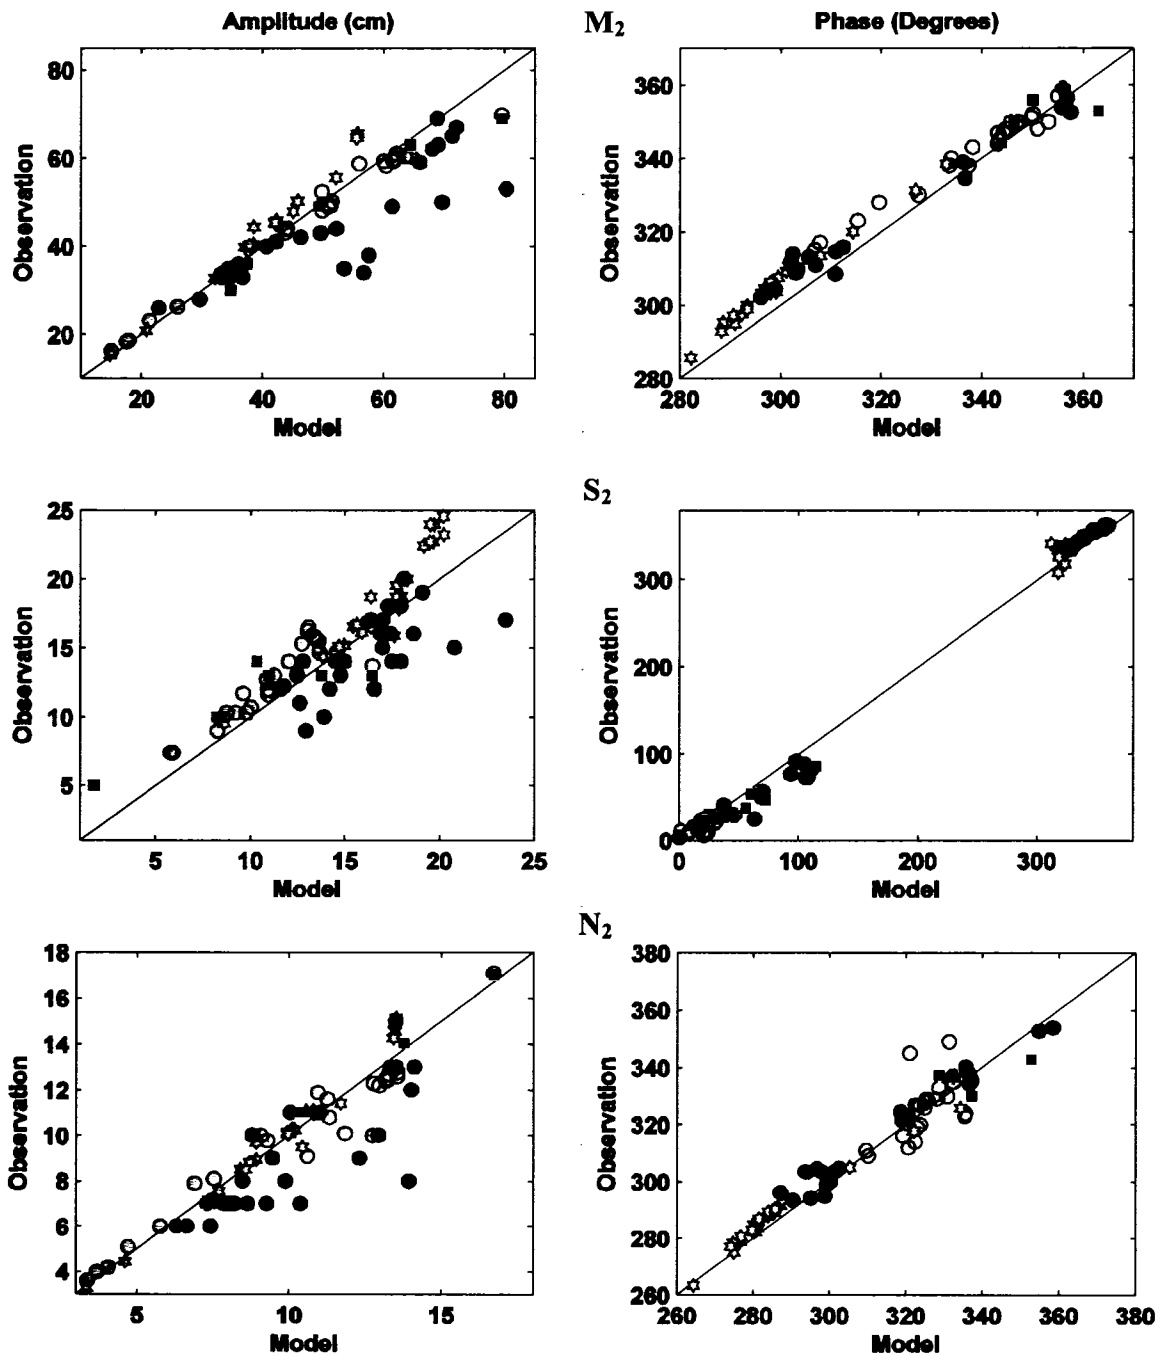 Amplitude (cm) M2 Phase (Degrees)
80
60
40
20
Observation
20 40 60 80
Model
360
340
320
300
280
Observation
280 300 320 340 360
Model
S2
25
20
15
10
5
Observation
5 10 15 20 25
Model
300
200
100
0
Observation
0 100 200 300
Model
N2
18
16
14
12
10
8
6
4
Observation
5 10 15
Model
380
360
340
320
300
280
260
Observation
260 280 300 320 340 360 380
Model